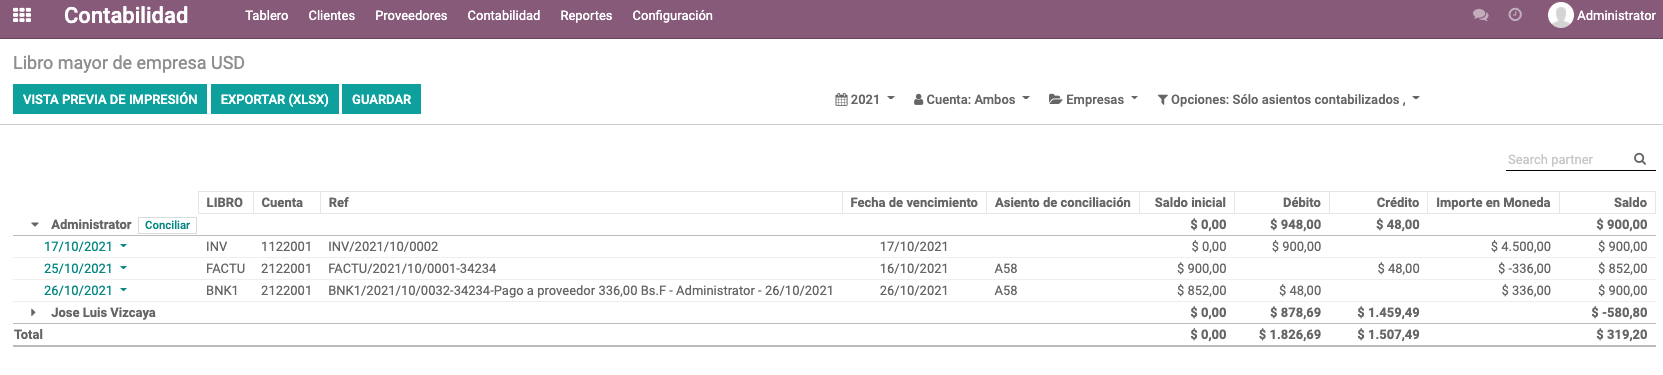 Contabilidad Tablero Clientes Proveedores Contabilidad Reportes Configuración Administrator
Libro mayor de empresa USD
VISTA PREVIA DE IMPRESIÓN EXPORTAR (XLSX) GUARDAR 2021 Cuenta: Ambos Empresas Opciones: Sólo asientos contabilizados ,
Search partner
LIBRO Cuenta Ref Fecha de vencimiento Asiento de conciliación Saldo inicial Débito Crédito Importe en Moneda Saldo
Administrator Conciliar $ 0,00 $ 948,00 $ 48,00 $ 900,00
17/10/2021 INV 1122001 INV/2021/10/0002 17/10/2021 $ 0,00 $ 900,00 $ 4.500,00 $ 900,00
25/10/2021 FACTU 2122001 FACTU/2021/10/0001-34234 16/10/2021 A58 $ 900,00 $ 48,00 $ -336,00 $ 852,00
26/10/2021 BNK1 2122001 BNK1/2021/10/0032-34234-Pago a proveedor 336,00 Bs.F - Administrator - 26/10/2021 26/10/2021 A58 $ 852,00 $ 48,00 $ 336,00 $ 900,00
Jose Luis Vizcaya $ 0,00 $ 878,69 $ 1.459,49 $ -580,80
Total $ 0,00 $ 1.826,69 $ 1.507,49 $ 319,20